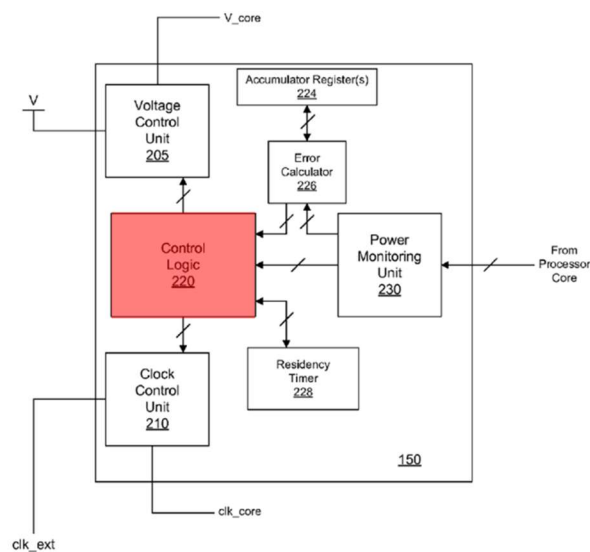 V_core
V
Voltage
Control
Unit
205
Accumulator Register(s)
224
Error
Calculator
226
Control
Logic
220
Power
Monitoring
Unit
230
From
Processor
Core
Clock
Control
Unit
210
Residency
Timer
228
150
clk_core
clk_ext